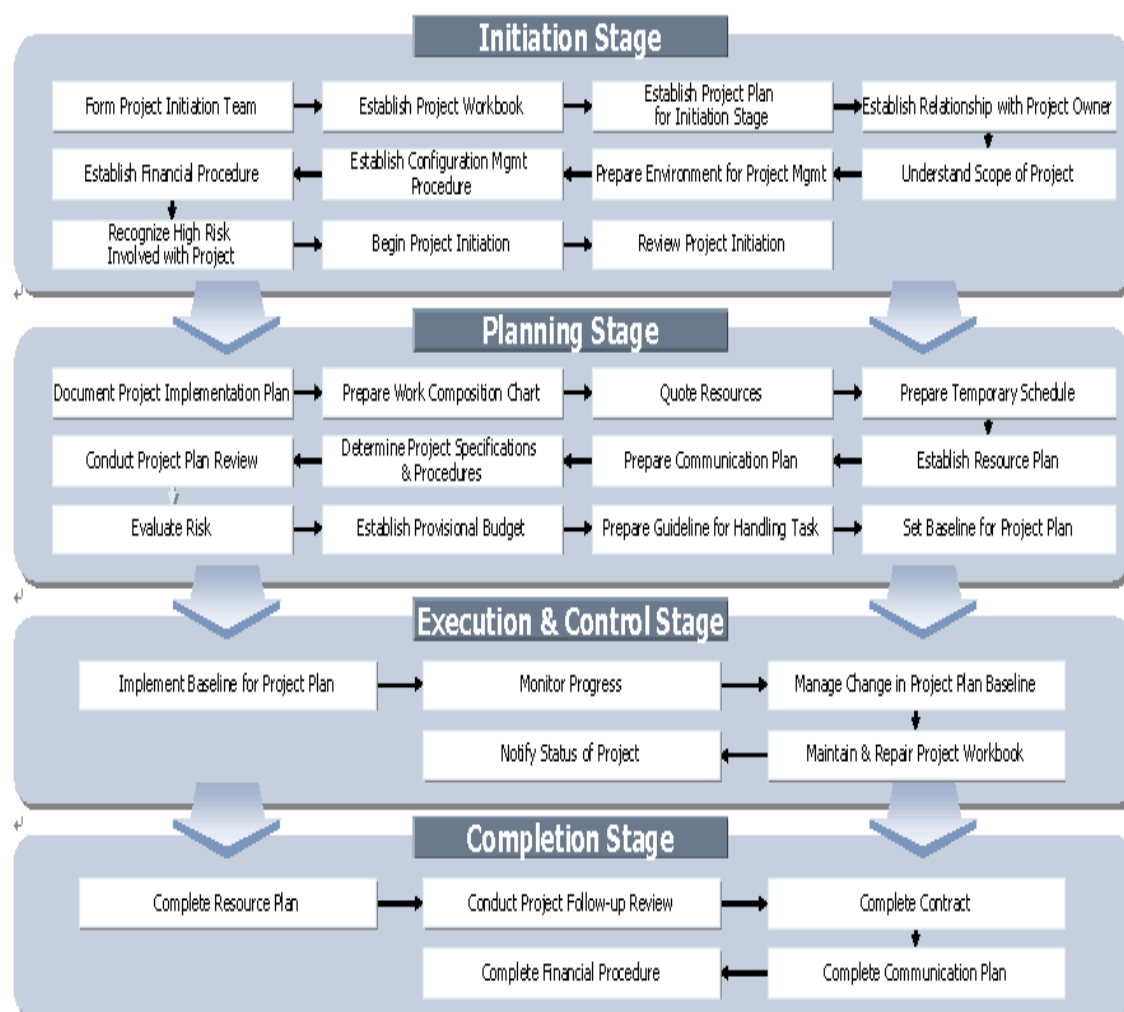 Initiation Stage
Form Project Initiation Team
Establish Project Workbook
Establish Project Plan
for Initiation Stage
Establish Relationship with Project Owner
Establish Financial Procedure
Establish Configuration Mgmt
Procedure
Prepare Environment for Project Mgmt
Understand Scope of Project
Recognize High Risk
Involved with Project
Begin Project Initiation
Review Project Initiation
Planning Stage
Document Project Implementation Plan
Prepare Work Composition Chart
Quote Resources
Prepare Temporary Schedule
Conduct Project Plan Review
Determine Project Specifications
& Procedures
Prepare Communication Plan
Establish Resource Plan
Evaluate Risk
Establish Provisional Budget
Prepare Guideline for Handling Task
Set Baseline for Project Plan
Execution & Control Stage
Implement Baseline for Project Plan
Monitor Progress
Manage Change in Project Plan Baseline
Notify Status of Project
Maintain & Repair Project Workbook
Completion Stage
Complete Resource Plan
Conduct Project Follow-up Review
Complete Contract
Complete Financial Procedure
Complete Communication Plan